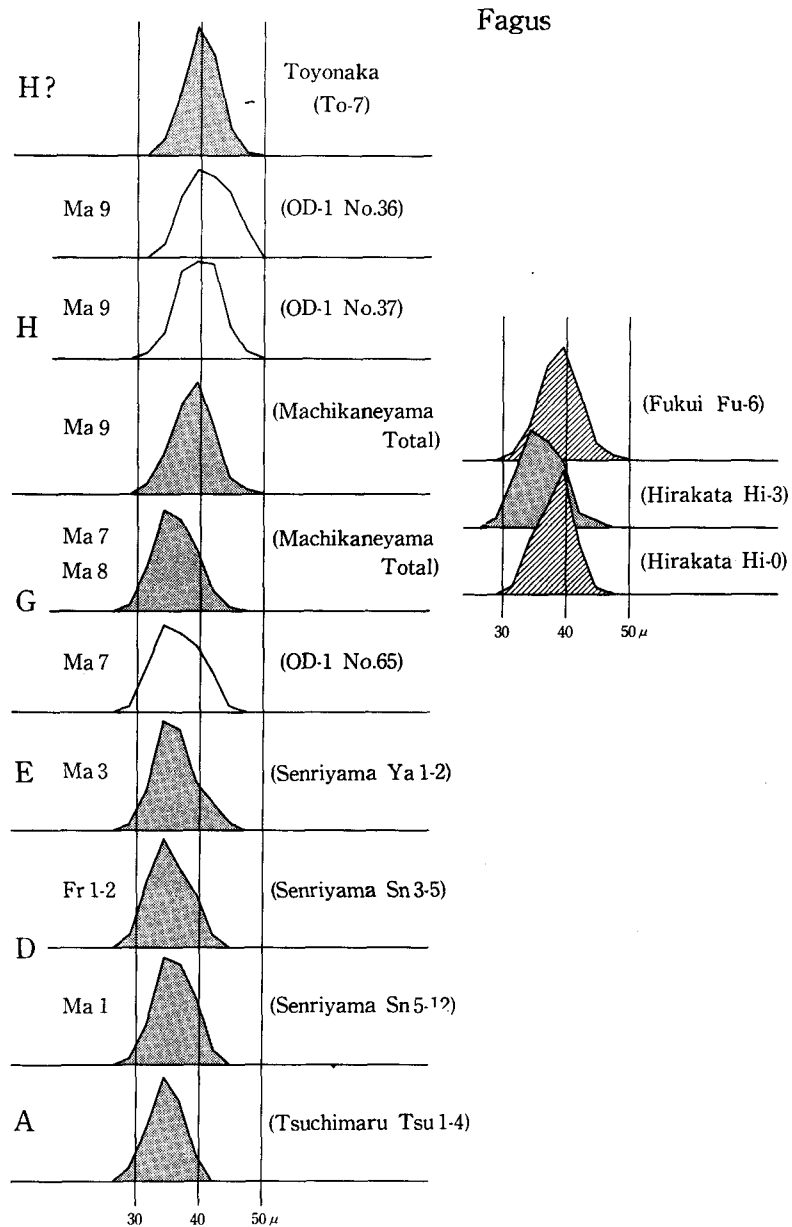 Fagus
H?
Toyonaka
(To-7)
Ma 9
(OD-1 No.36)
H
Ma 9
(OD-1 No.37)
Ma 9
(Machikaneyama
Total)
G
Ma 7
Ma 8
(Machikaneyama
Total)
Ma 7
(OD-1 No.65)
E
Ma 3
(Senriyama Ya 1-2)
Fr 1-2
(Senriyama Sn 3-5)
D
Ma 1
(Senriyama Sn 5-12)
A
(Tsuchimaru Tsu 1-4)
30 40 50 μ
(Fukui Fu-6)
(Hirakata Hi-3)
(Hirakata Hi-0)
30 40 50 μ